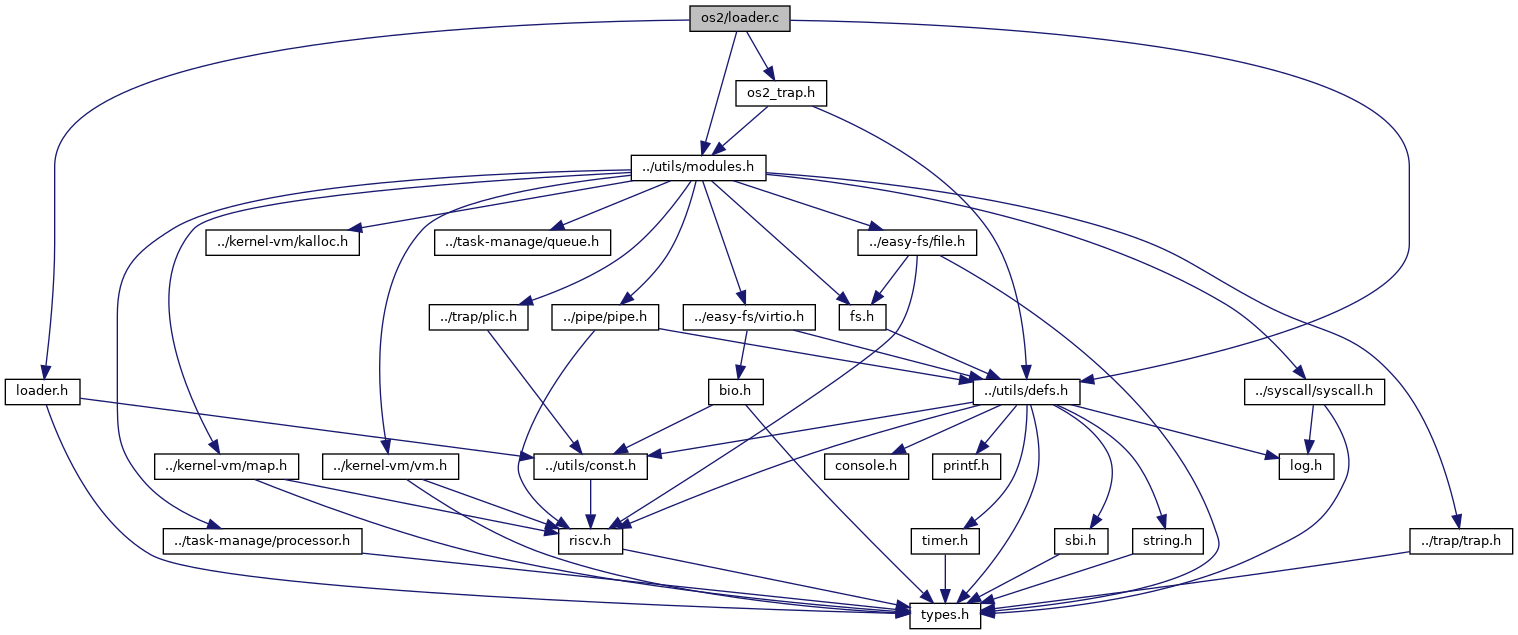 os2/loader.c
os2_trap.h
../utils/modules.h
../kernel-vm/kalloc.h
../task-manage/queue.h
../easy-fs/file.h
../trap/plic.h
../pipe/pipe.h
../easy-fs/virtio.h
fs.h
loader.h
bio.h
../utils/defs.h
../syscall/syscall.h
../kernel-vm/map.h
../kernel-vm/vm.h
../utils/const.h
console.h
printf.h
log.h
../task-manage/processor.h
riscv.h
timer.h
sbi.h
string.h
../trap/trap.h
types.h